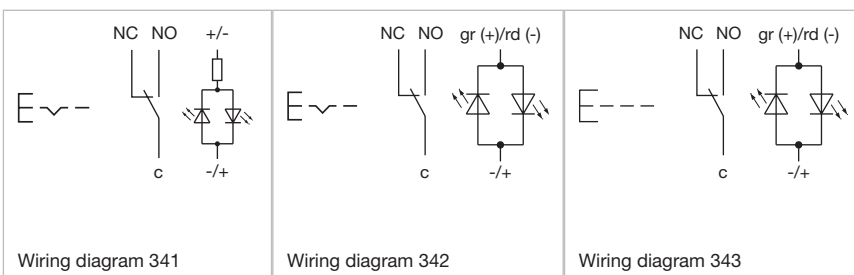 NC NO +/-
c -/+
Wiring diagram 341
NC NO gr (+)/rd (-)
c -/+
Wiring diagram 342
NC NO gr (+)/rd (-)
c -/+
Wiring diagram 343